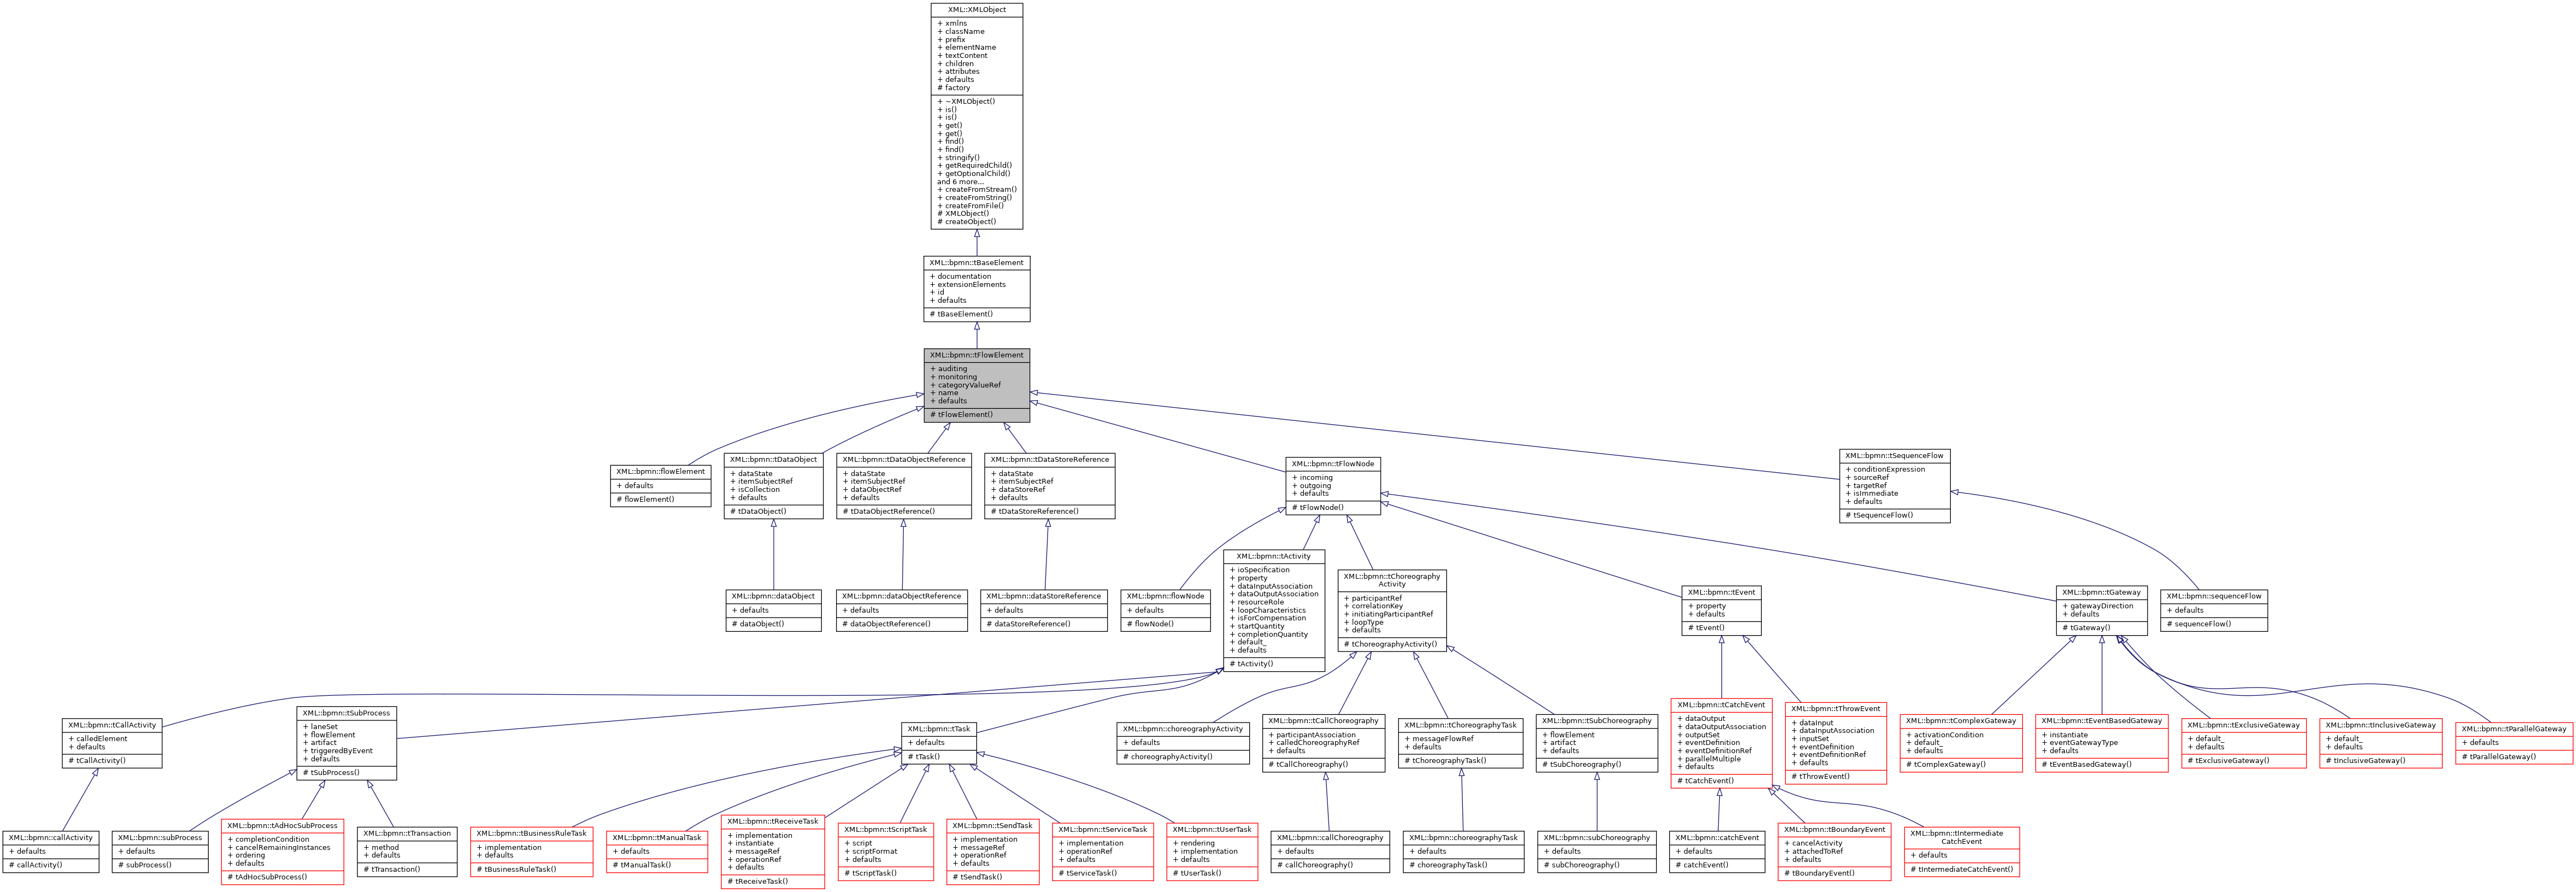 XML::XMLObject
+ xmlns
+ className
+ prefix
+ elementName
+ textContent
+ children
+ attributes
+ defaults
# factory
+ ~XMLObject()
+ is()
+ is()
+ get()
+ get()
+ find()
+ find()
+ stringify()
+ getRequiredChild()
+ getOptionalChild()
and 6 more...
+ createFromStream()
+ createFromString()
+ createFromFile()
# XMLObject()
# createObject()
XML::bpmn::tBaseElement
+ documentation
+ extensionElements
+ id
+ defaults
# tBaseElement()
XML::bpmn::tFlowElement
+ auditing
+ monitoring
+ categoryValueRef
+ name
+ defaults
# tFlowElement()
XML::bpmn::flowElement
+ defaults
# flowElement()
XML::bpmn::tDataObject
+ dataState
+ itemSubjectRef
+ isCollection
+ defaults
# tDataObject()
XML::bpmn::tDataObjectReference
+ dataState
+ itemSubjectRef
+ dataObjectRef
+ defaults
# tDataObjectReference()
XML::bpmn::tDataStoreReference
+ dataState
+ itemSubjectRef
+ dataStoreRef
+ defaults
# tDataStoreReference()
XML::bpmn::tFlowNode
+ incoming
+ outgoing
+ defaults
# tFlowNode()
XML::bpmn::tSequenceFlow
+ conditionExpression
+ sourceRef
+ targetRef
+ isImmediate
+ defaults
# tSequenceFlow()
XML::bpmn::dataObject
+ defaults
# dataObject()
XML::bpmn::dataObjectReference
+ defaults
# dataObjectReference()
XML::bpmn::dataStoreReference
+ defaults
# dataStoreReference()
XML::bpmn::flowNode
+ defaults
# flowNode()
XML::bpmn::tActivity
+ ioSpecification
+ property
+ dataInputAssociation
+ dataOutputAssociation
+ resourceRole
+ loopCharacteristics
+ isForCompensation
+ startQuantity
+ completionQuantity
+ default_
+ defaults
# tActivity()
XML::bpmn::tChoreography
Activity
+ participantRef
+ correlationKey
+ initiatingParticipantRef
+ loopType
+ defaults
# tChoreographyActivity()
XML::bpmn::tEvent
+ property
+ defaults
# tEvent()
XML::bpmn::tGateway
+ gatewayDirection
+ defaults
# tGateway()
XML::bpmn::sequenceFlow
+ defaults
# sequenceFlow()
XML::bpmn::tCallActivity
+ calledElement
+ defaults
# tCallActivity()
XML::bpmn::tSubProcess
+ laneSet
+ flowElement
+ artifact
+ triggeredByEvent
+ defaults
# tSubProcess()
XML::bpmn::tTask
+ defaults
# tTask()
XML::bpmn::choreographyActivity
+ defaults
# choreographyActivity()
XML::bpmn::tCallChoreography
+ participantAssociation
+ calledChoreographyRef
+ defaults
# tCallChoreography()
XML::bpmn::tChoreographyTask
+ messageFlowRef
+ defaults
# tChoreographyTask()
XML::bpmn::tSubChoreography
+ flowElement
+ artifact
+ defaults
# tSubChoreography()
XML::bpmn::tCatchEvent
+ dataOutput
+ dataOutputAssociation
+ outputSet
+ eventDefinition
+ eventDefinitionRef
+ parallelMultiple
+ defaults
# tCatchEvent()
XML::bpmn::tThrowEvent
+ dataInput
+ dataInputAssociation
+ inputSet
+ eventDefinition
+ eventDefinitionRef
+ defaults
# tThrowEvent()
XML::bpmn::tComplexGateway
+ activationCondition
+ default_
+ defaults
# tComplexGateway()
XML::bpmn::tEventBasedGateway
+ instantiate
+ eventGatewayType
+ defaults
# tEventBasedGateway()
XML::bpmn::tExclusiveGateway
+ default_
+ defaults
# tExclusiveGateway()
XML::bpmn::tInclusiveGateway
+ default_
+ defaults
# tInclusiveGateway()
XML::bpmn::tParallelGateway
+ defaults
# tParallelGateway()
XML::bpmn::callActivity
+ defaults
# callActivity()
XML::bpmn::subProcess
+ defaults
# subProcess()
XML::bpmn::tAdHocSubProcess
+ completionCondition
+ cancelRemainingInstances
+ ordering
+ defaults
# tAdHocSubProcess()
XML::bpmn::tTransaction
+ method
+ defaults
# tTransaction()
XML::bpmn::tBusinessRuleTask
+ implementation
+ defaults
# tBusinessRuleTask()
XML::bpmn::tManualTask
+ defaults
# tManualTask()
XML::bpmn::tReceiveTask
+ implementation
+ instantiate
+ messageRef
+ operationRef
+ defaults
# tReceiveTask()
XML::bpmn::tScriptTask
+ script
+ scriptFormat
+ defaults
# tScriptTask()
XML::bpmn::tSendTask
+ implementation
+ messageRef
+ operationRef
+ defaults
# tSendTask()
XML::bpmn::tServiceTask
+ implementation
+ operationRef
+ defaults
# tServiceTask()
XML::bpmn::tUserTask
+ rendering
+ implementation
+ defaults
# tUserTask()
XML::bpmn::callChoreography
+ defaults
# callChoreography()
XML::bpmn::choreographyTask
+ defaults
# choreographyTask()
XML::bpmn::subChoreography
+ defaults
# subChoreography()
XML::bpmn::catchEvent
+ defaults
# catchEvent()
XML::bpmn::tBoundaryEvent
+ cancelActivity
+ attachedToRef
+ defaults
# tBoundaryEvent()
XML::bpmn::tIntermediate
CatchEvent
+ defaults
# tIntermediateCatchEvent()